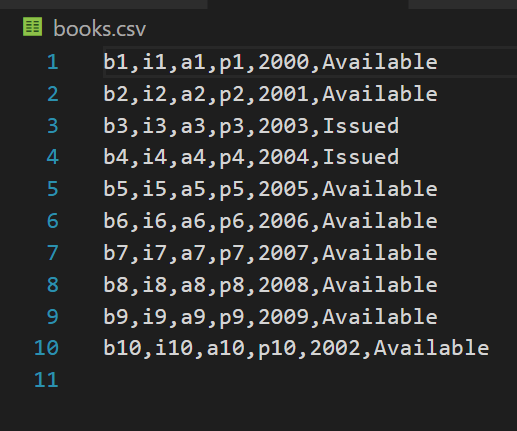 books.csv
1 b1,i1,a1,p1,2000,Available
2 b2,i2,a2,p2,2001,Available
3 b3,i3,a3,p3,2003,Issued
4 b4,i4,a4,p4,2004,Issued
5 b5,i5,a5,p5,2005,Available
6 b6,i6,a6,p6,2006,Available
7 b7,i7,a7,p7,2007,Available
8 b8,i8,a8,p8,2008,Available
9 b9,i9,a9,p9,2009,Available
10 b10,i10,a10,p10,2002,Available
11